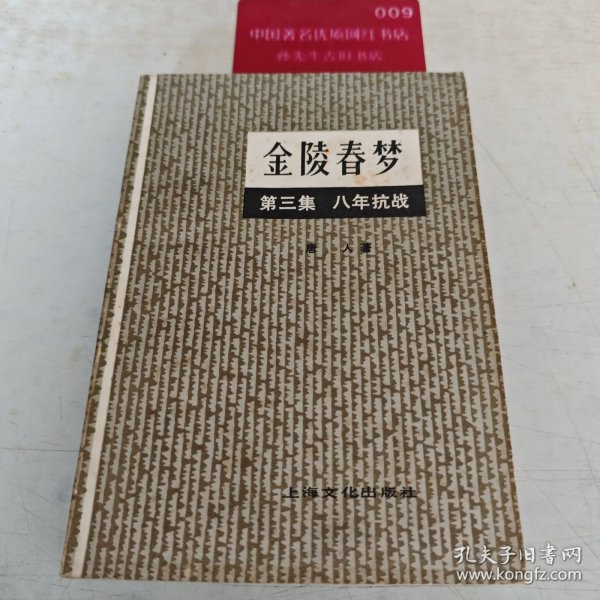 009
中国著名优质网红书店
孙先生古旧书店
金陵春梦
第三集 八年抗战
唐 人 著
上海文化出版社
孔夫子旧书网
www.kongfz.com